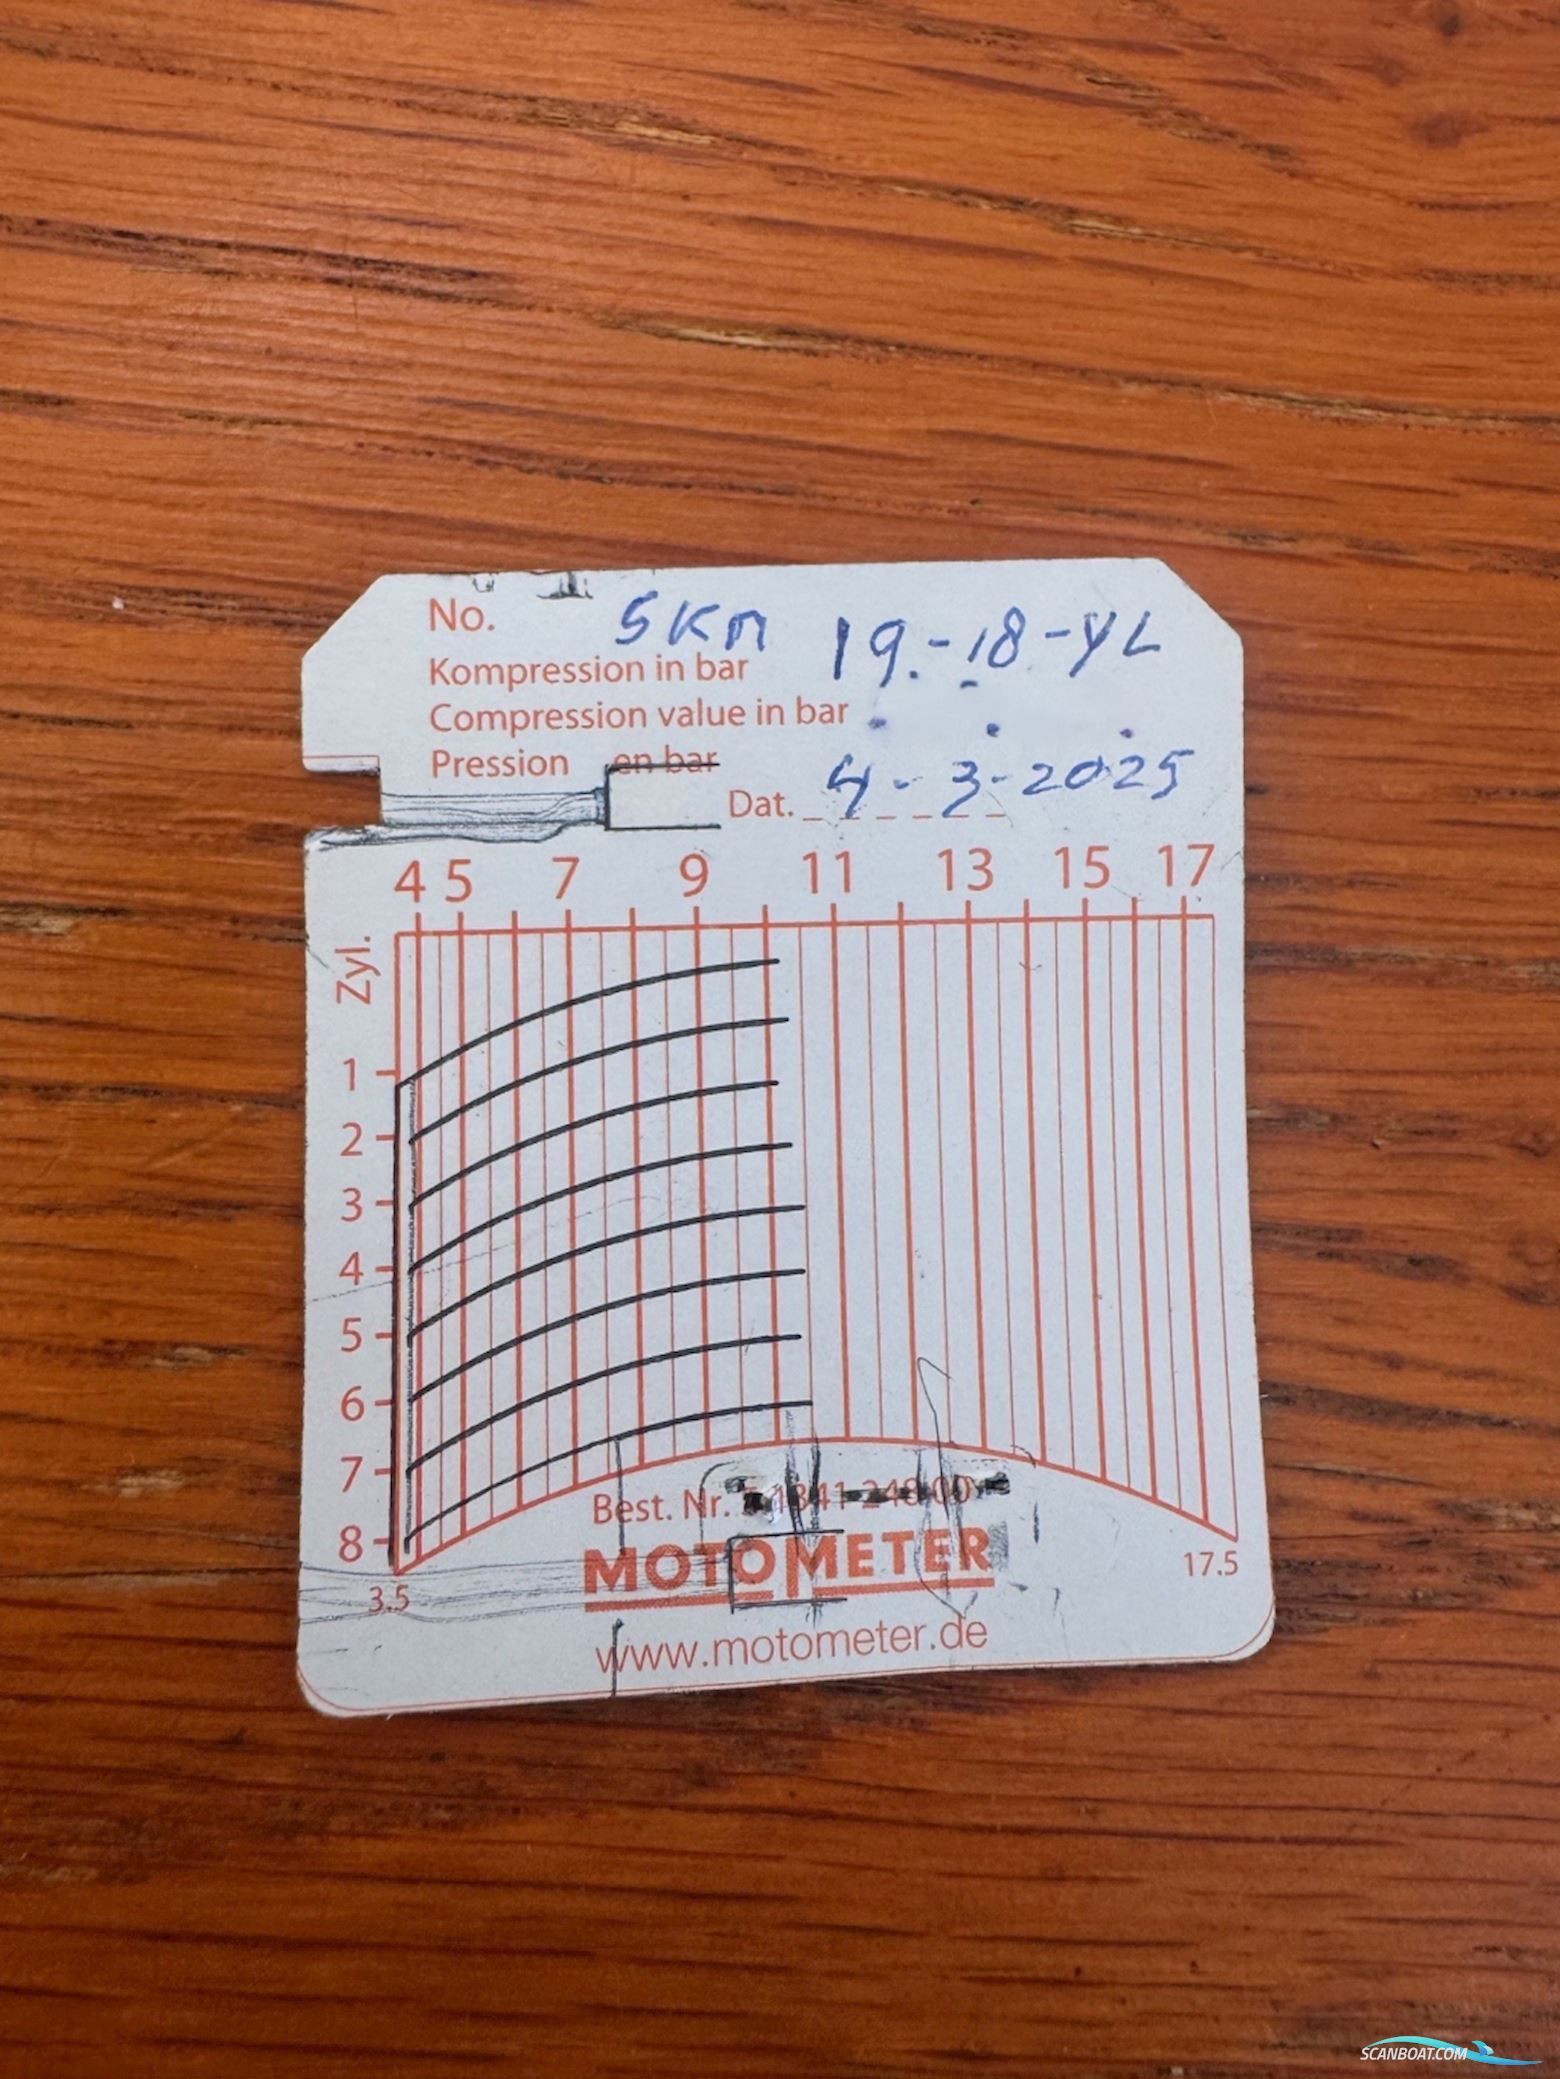 No. SKM 19.-18-YL
Kompression in bar
Compression value in bar
Pression en bar
Dat. 4-3-2025
4 5 7 9 11 13 15 17
Zyl.
1
2
3
4
5
6
7
8
3.5
17.5
Best. Nr.
MOTOMETER
www.motometer.de
SCANBOAT.COM